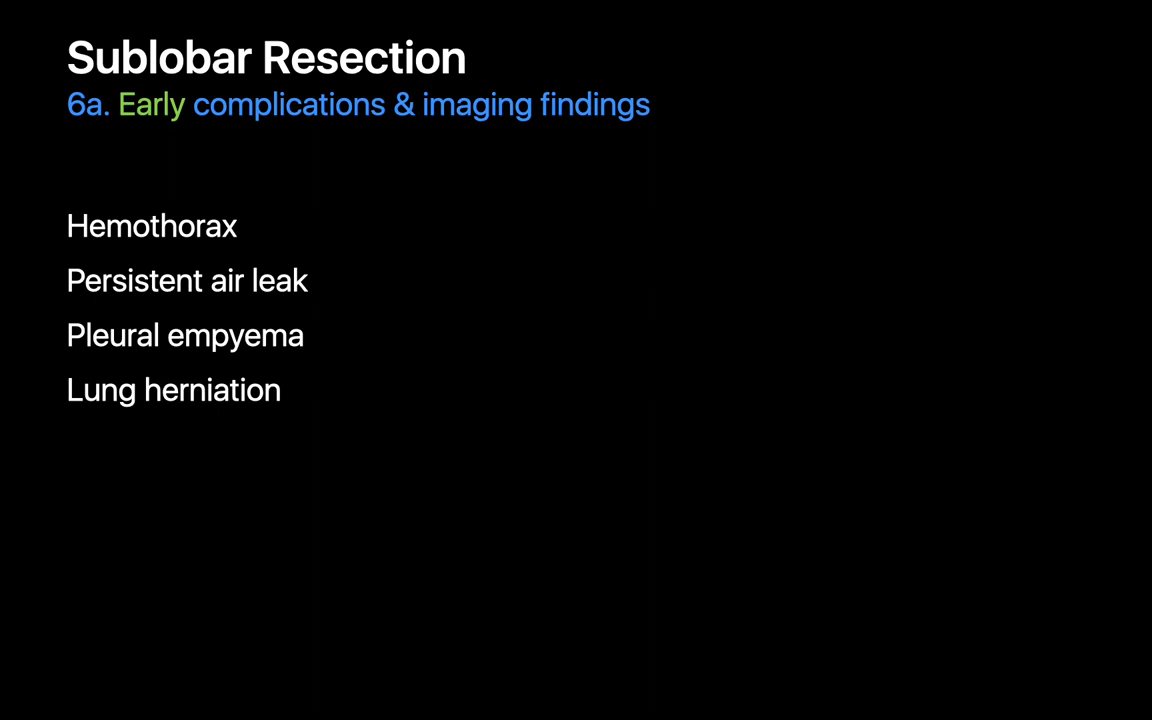 Sublobar Resection
6a. Early complications & imaging findings
Hemothorax
Persistent air leak
Pleural empyema
Lung herniation